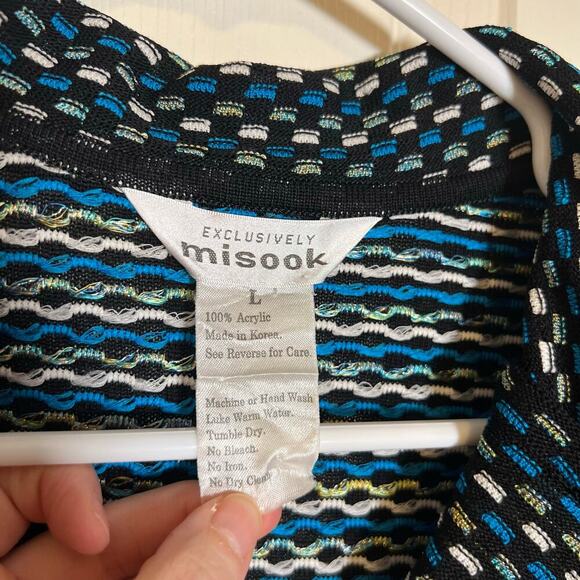 EXCLUSIVELY
misook
L
100% Acrylic
Made in Korea.
See Reverse for Care.
Machine or Hand Wash
Luke Warm Water.
Tumble Dry.
No Bleach.
No Iron.
No Dry Clean